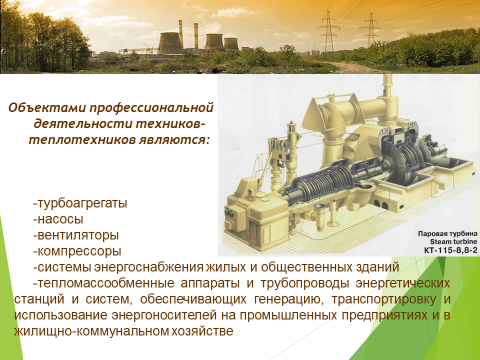 Объектами профессиональной
деятельности техников-
теплотехников являются:
Паровая турбина
Steam turbine
КТ-115-8,8-2
-турбоагрегаты
-насосы
-вентиляторы
-компрессоры
-системы энергоснабжения жилых и общественных зданий
-тепломассообменные аппараты и трубопроводы энергетических
станций и систем, обеспечивающих генерацию, транспортировку и
использование энергоносителей на промышленных предприятиях и в
жилищно-коммунальном хозяйстве